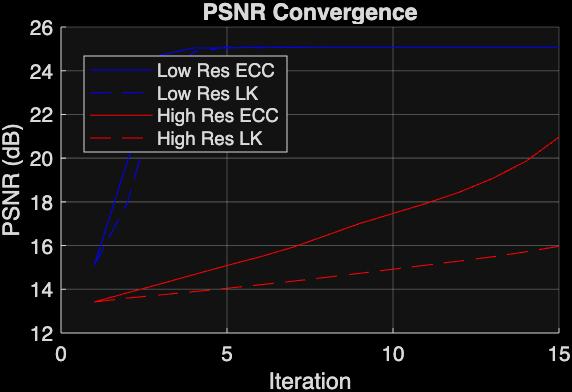 PSNR Convergence
PSNR (dB)
26
24
22
20
18
16
14
12
Low Res ECC
Low Res LK
High Res ECC
High Res LK
0 5 10 15
Iteration